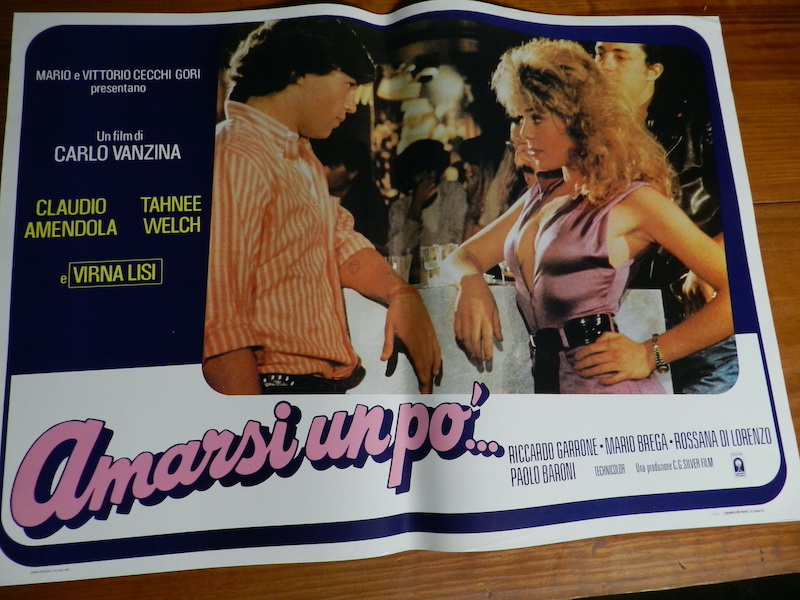 MARIO e VITTORIO CECCHI GORI
presentano
Un film di
CARLO VANZINA
CLAUDIO AMENDOLA
TAHNEE WELCH
e VIRNA LISI
Amarsi un po'...
RICCARDO GARRONE • MARIO BREGA • ROSSANA DI LORENZO
PAOLO BARONI TECHNICOLOR Una produzione C.G. SILVER FILM